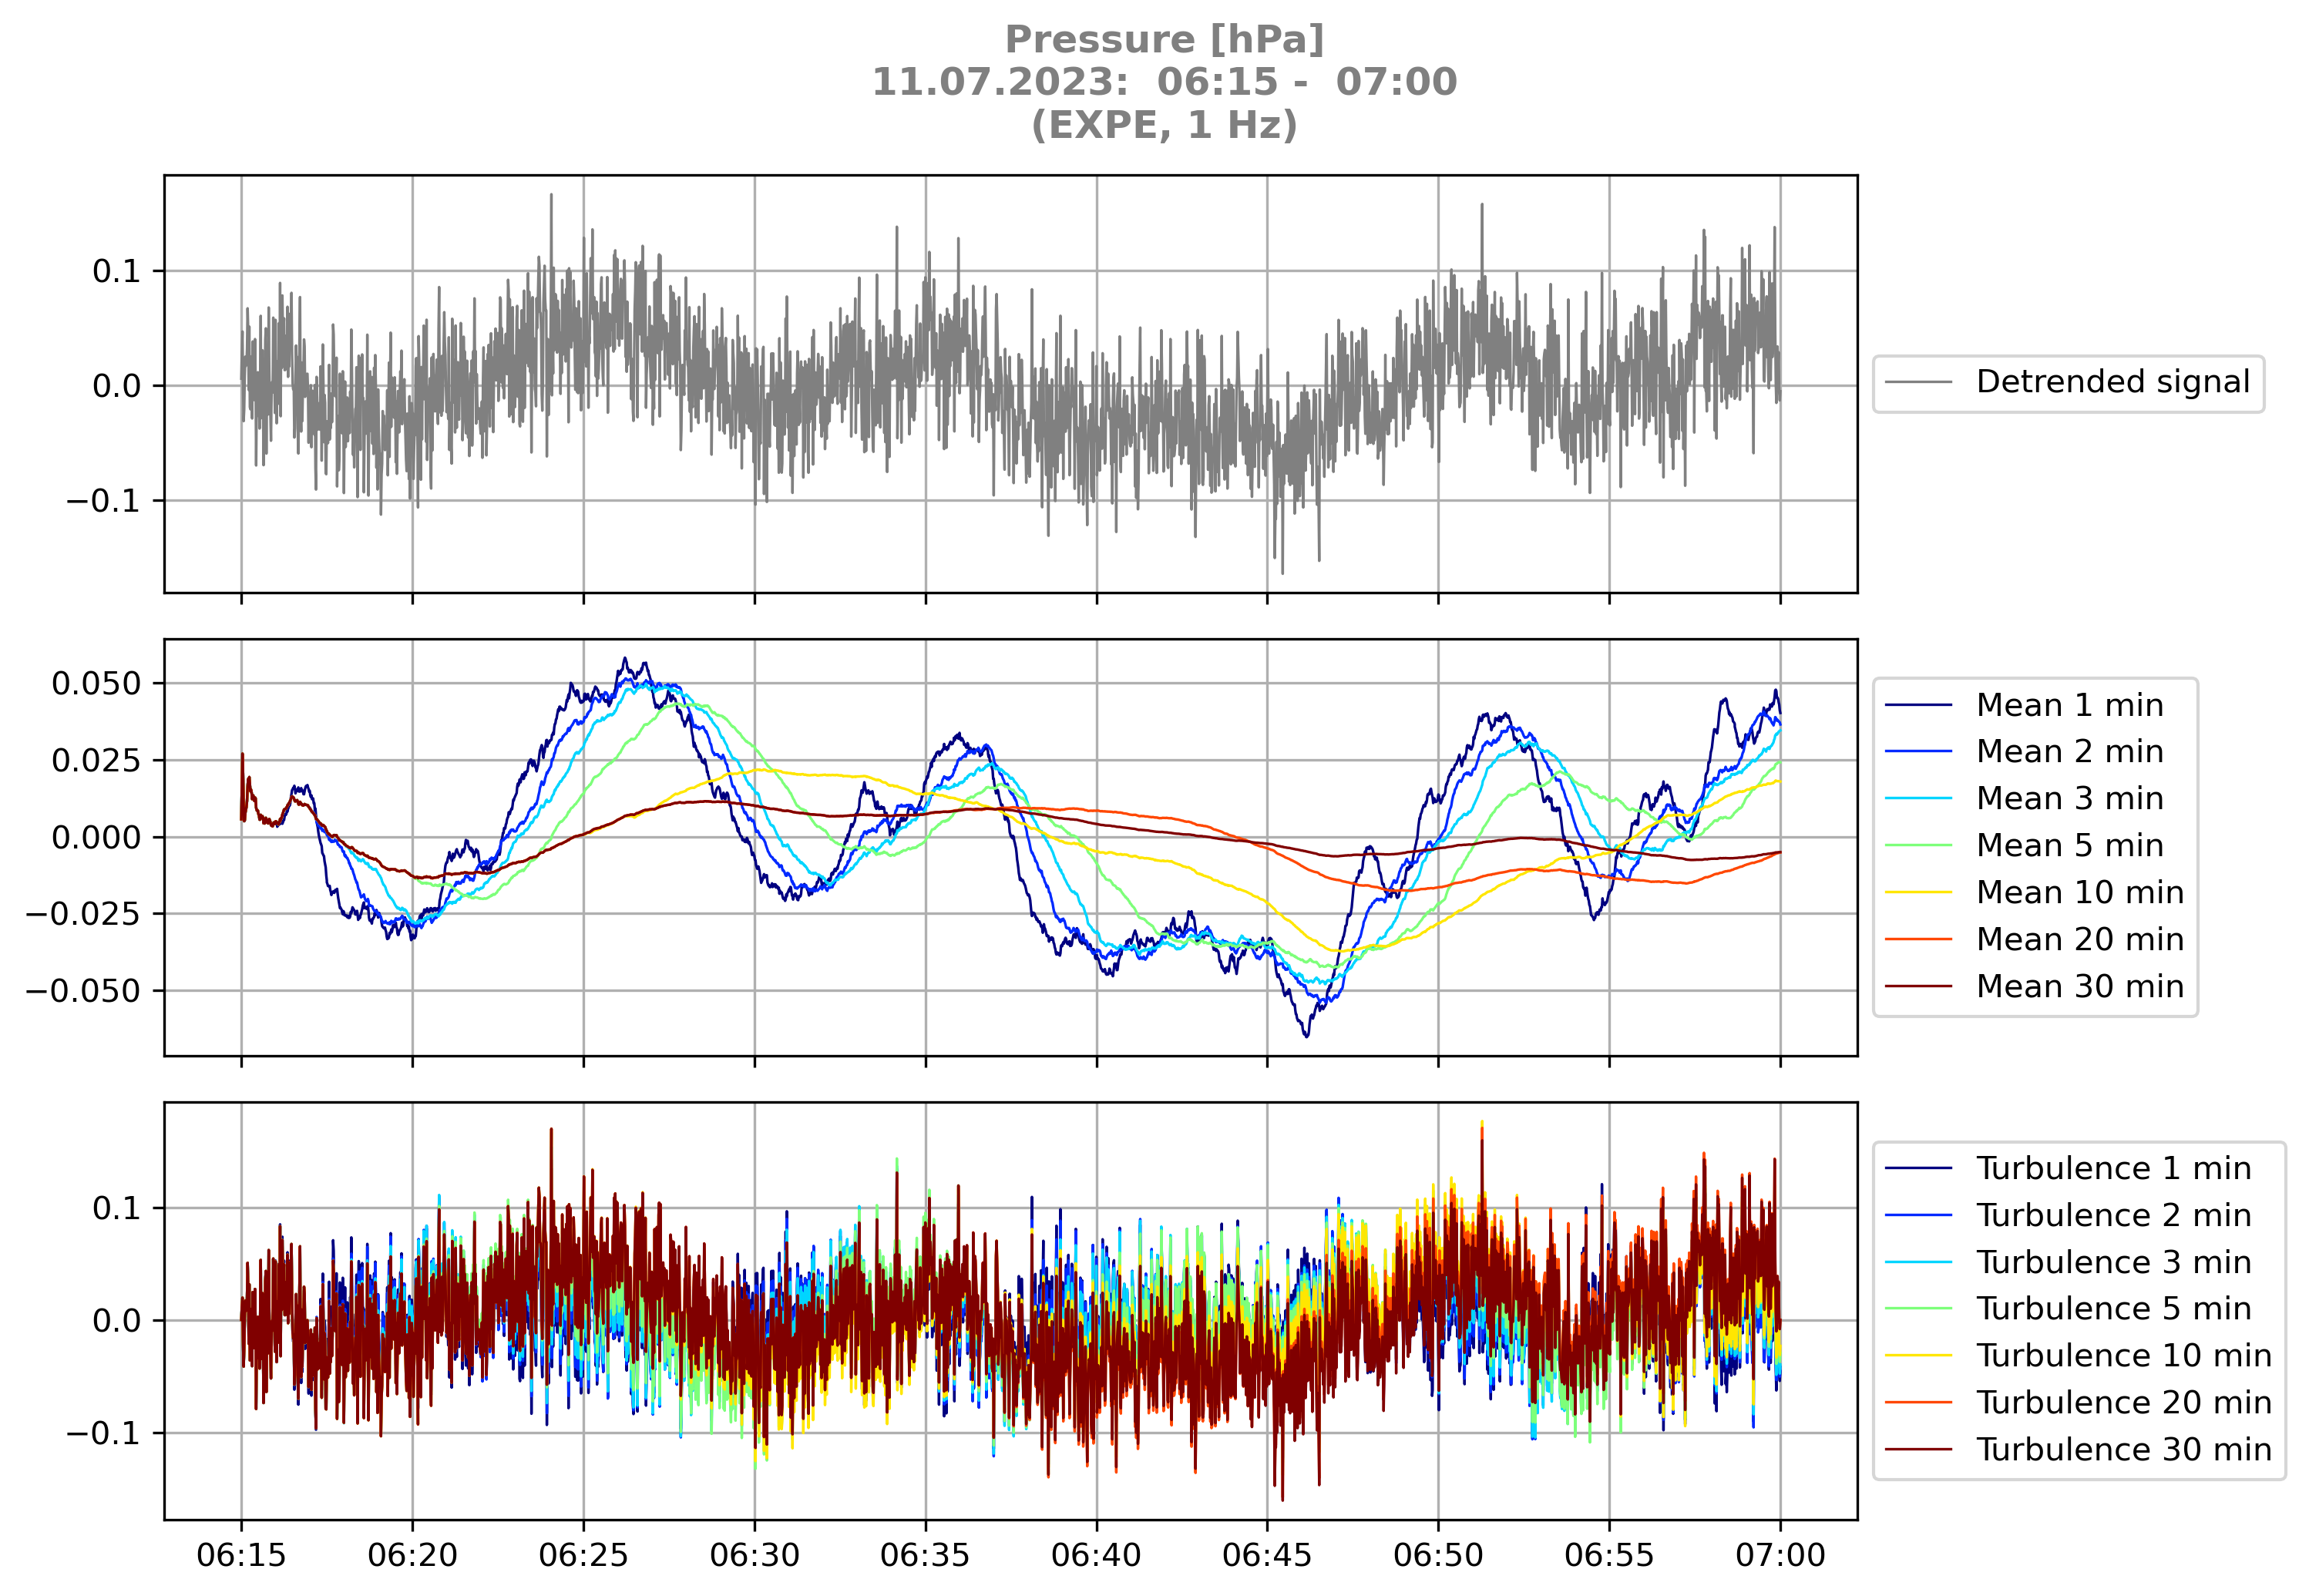 Pressure [hPa]
11.07.2023:  06:15 -  07:00
(EXPE, 1 Hz)
0.1
0.0
−0.1
Detrended signal
0.050
0.025
0.000
−0.025
−0.050
Mean 1 min
Mean 2 min
Mean 3 min
Mean 5 min
Mean 10 min
Mean 20 min
Mean 30 min
0.1
0.0
−0.1
Turbulence 1 min
Turbulence 2 min
Turbulence 3 min
Turbulence 5 min
Turbulence 10 min
Turbulence 20 min
Turbulence 30 min
06:15 06:20 06:25 06:30 06:35 06:40 06:45 06:50 06:55 07:00